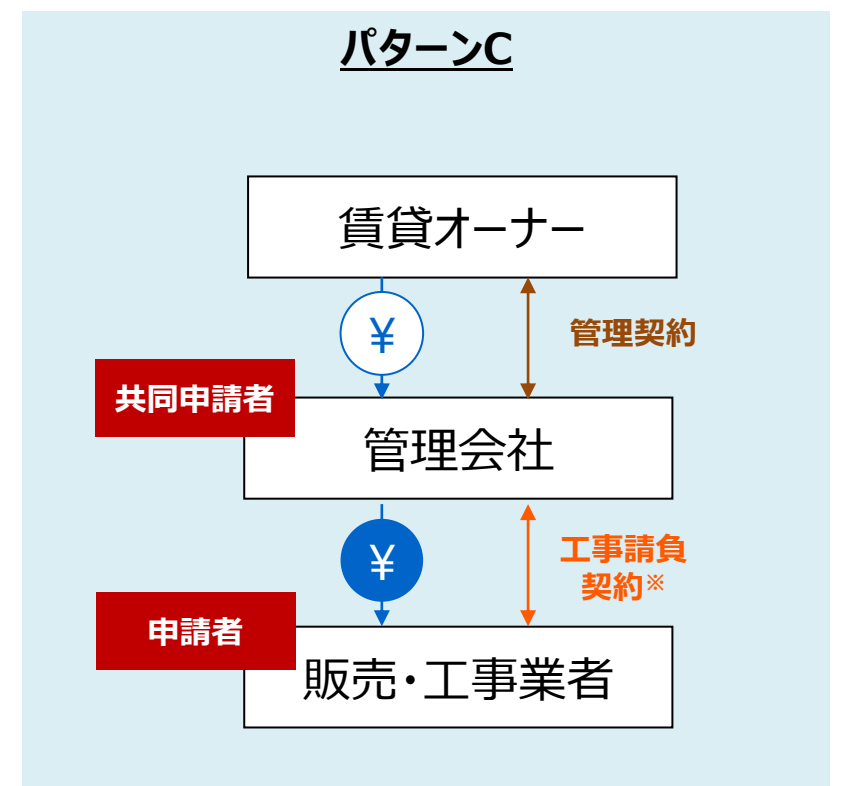 パターンC
賃貸オーナー
¥
管理契約
共同申請者
管理会社
¥
工事請負
契約※
申請者
販売・工事業者